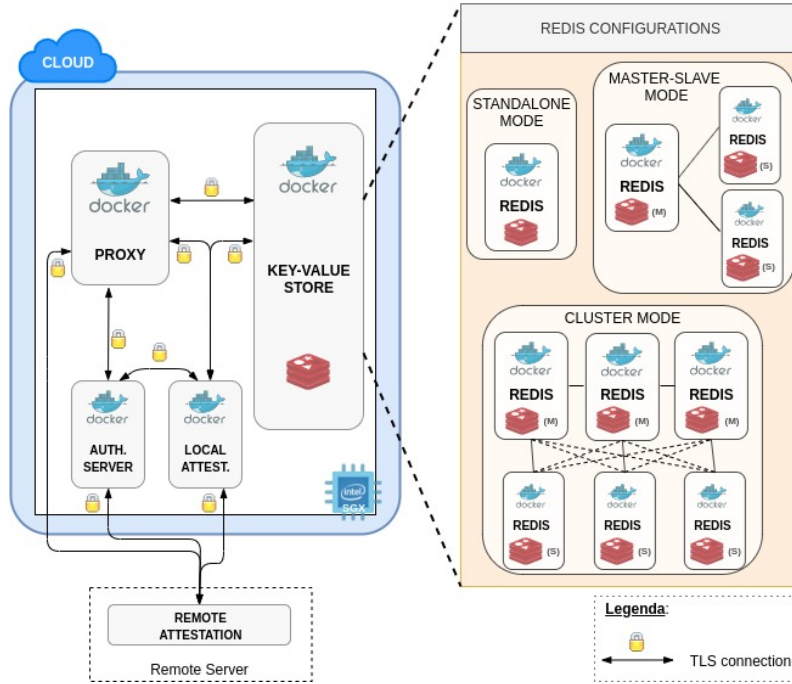 CLOUD
docker
PROXY
docker
KEY-VALUE
STORE
docker
AUTH.
SERVER
docker
LOCAL
ATTEST.
intel
SGX
REMOTE
ATTESTATION
Remote Server
REDIS CONFIGURATIONS
STANDALONE
MODE
docker
REDIS
MASTER-SLAVE
MODE
docker
REDIS
(M)
docker
REDIS
(S)
docker
REDIS
(S)
CLUSTER MODE
docker
REDIS
(M)
docker
REDIS
(M)
docker
REDIS
(M)
docker
REDIS
(S)
docker
REDIS
(S)
docker
REDIS
(S)
Legenda:
TLS connection